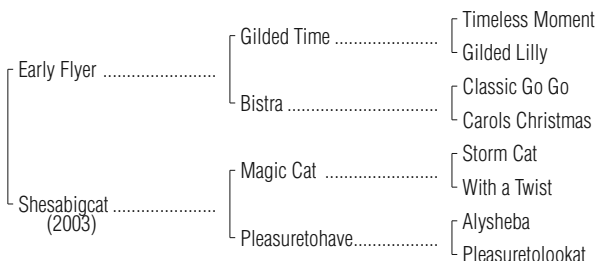 Timeless Moment
Gilded Time ....................
Gilded Lilly
Early Flyer ......................
Classic Go Go
Bistra .............................
Carols Christmas
Storm Cat
Magic Cat ......................
With a Twist
Shesabigcat ....................
(2003)
Alysheba
Pleasuretohave................
Pleasuretolookat